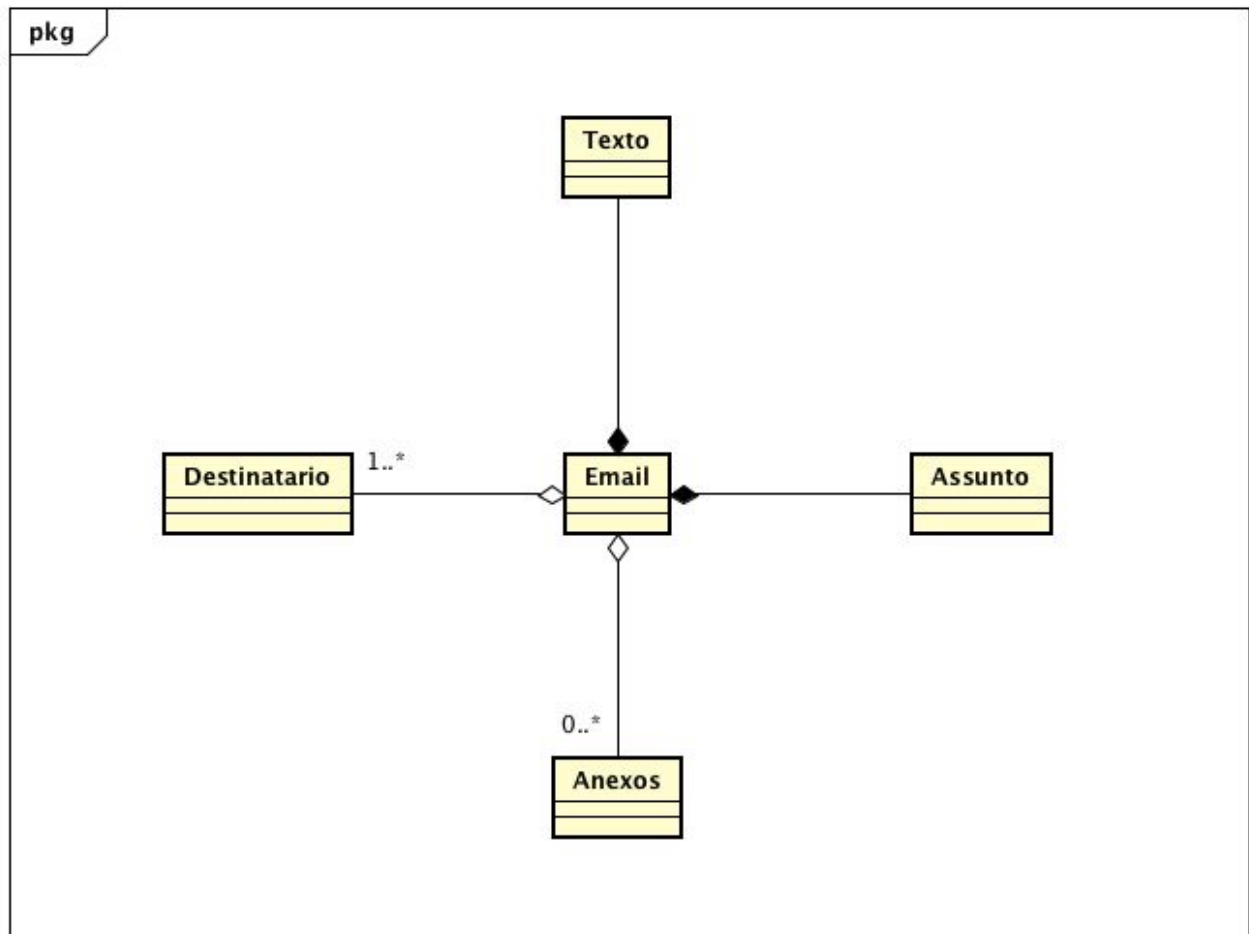 pkg
Texto
Destinatario
1..*
Email
Assunto
0..*
Anexos